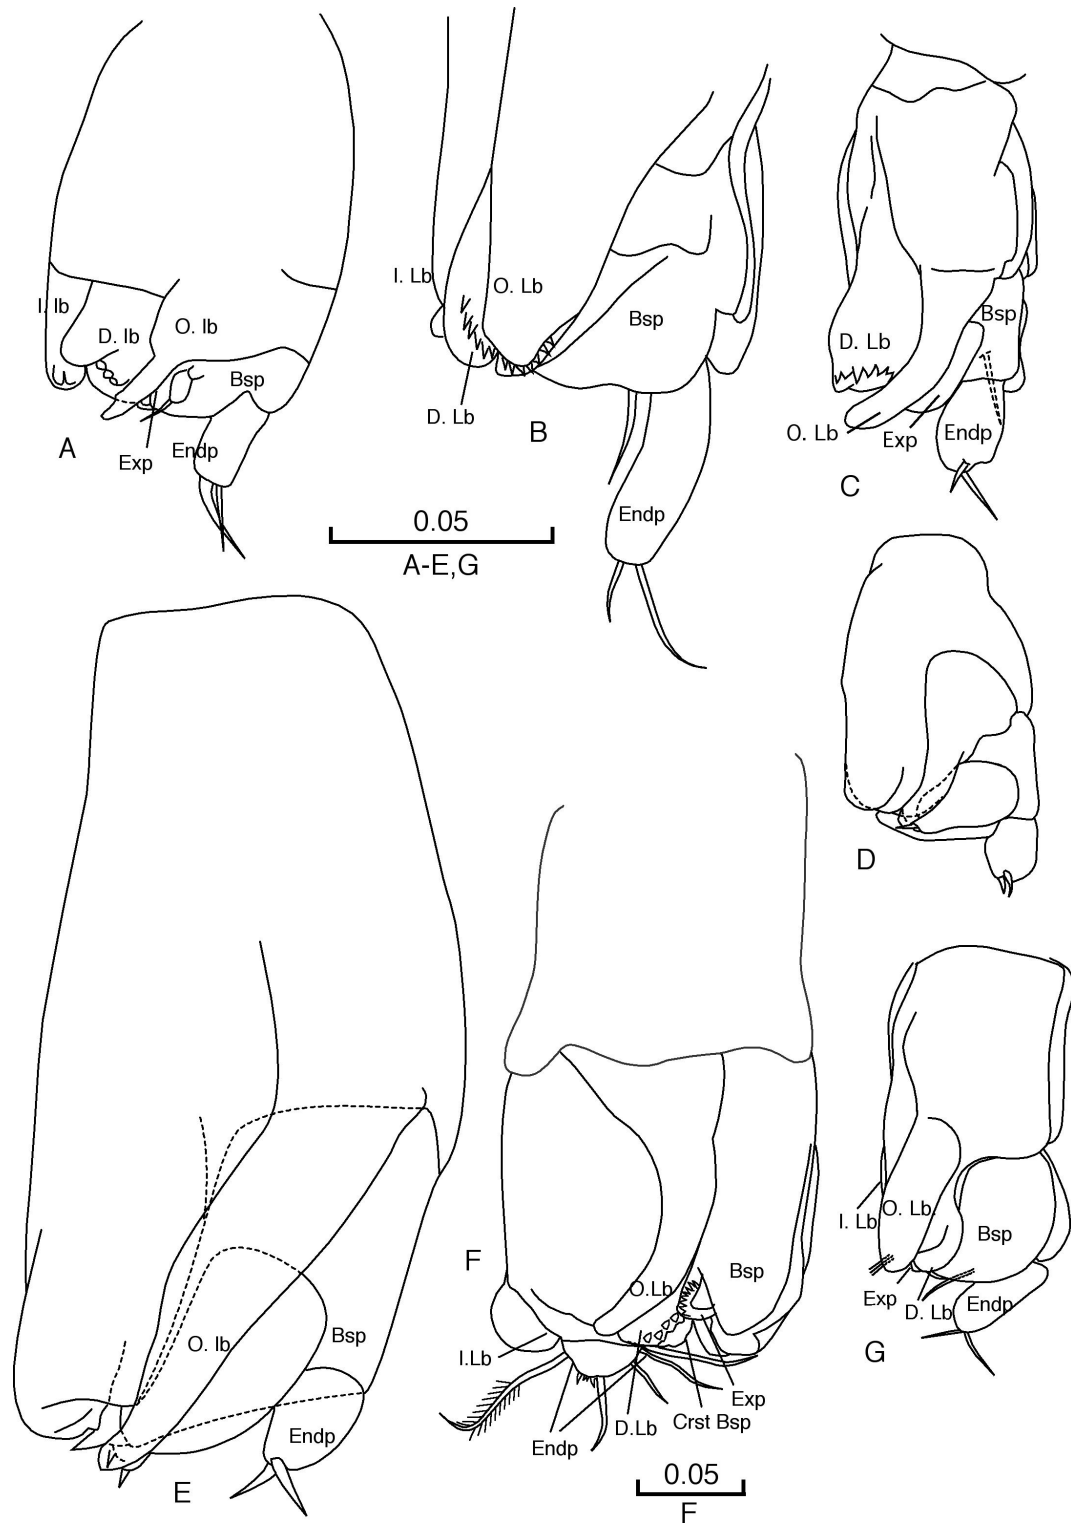 I. lb
D. lb
O. lb
Bsp
Exp
Endp
A
I. Lb
O. Lb
Bsp
D. Lb
Endp
B
D. Lb
Bsp
O. Lb
Exp
Endp
C
0.05
A-E,G
D
O. lb
Bsp
Endp
E
F
O.Lb
Bsp
I.Lb
Exp
Crst Bsp
D.Lb
Endp
0.05
F
I. Lb
O. Lb.
Bsp
Exp
D. Lb
Endp
G